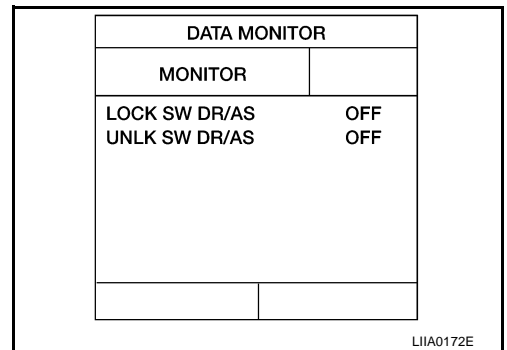 DATA MONITOR
MONITOR
LOCK SW DR/AS OFF
UNLK SW DR/AS OFF
LIIA0172E